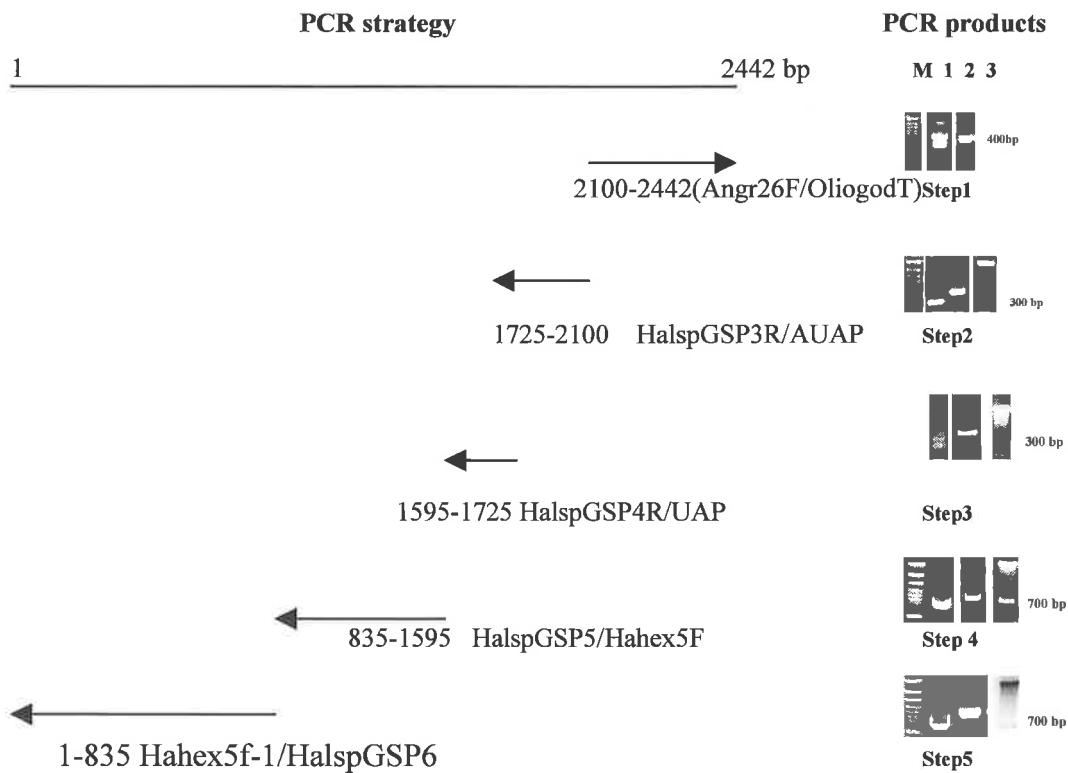 PCR strategy PCR products
1 2442 bp M 1 2 3
400bp
2100-2442(Angr26F/OliogodT)Step1
300 bp
1725-2100 HalspGSP3R/AUAP Step2
300 bp
1595-1725 HalspGSP4R/UAP Step3
700 bp
835-1595 HalspGSP5/Hahex5F Step 4
700 bp
1-835 Hahex5f-1/HalspGSP6 Step5